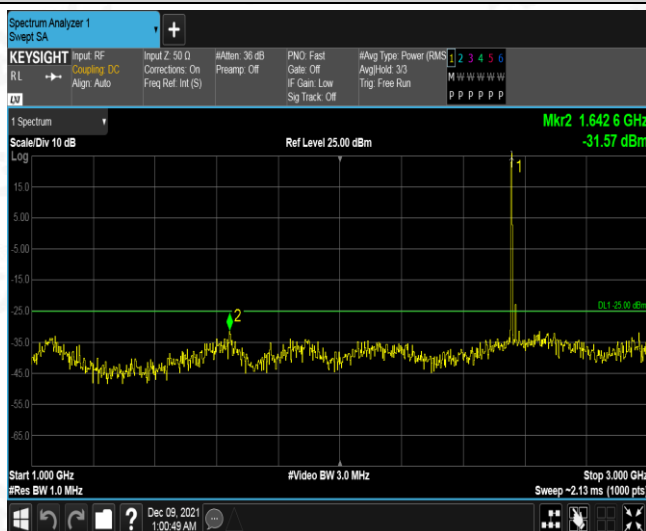 Spectrum Analyzer 1
Swept SA
+
KEYSIGHT
RL
LXI
Input: RF
Coupling: DC
Align: Auto
Input Z: 50 Ω
Corrections: On
Freq Ref: Int (S)
#Atten: 36 dB
Preamp: Off
PNO: Fast
Gate: Off
IF Gain: Low
Sig Track: Off
#Avg Type: Power (RMS
Avg|Hold: 3/3
Trig: Free Run
1 2 3 4 5 6
M W W W W W
P P P P P P
1 Spectrum
Mkr2 1.642 6 GHz
Scale/Div 10 dB
Ref Level 25.00 dBm
-31.57 dBm
Log
1
15.0
5.00
-5.00
-15.0
-25.0
2
DL1 -25.00 dBm
-35.0
-45.0
-55.0
-65.0
Start 1.000 GHz
#Video BW 3.0 MHz
Stop 3.000 GHz
#Res BW 1.0 MHz
Sweep ~2.13 ms (1000 pts)
?
Dec 09, 2021
1:00:49 AM